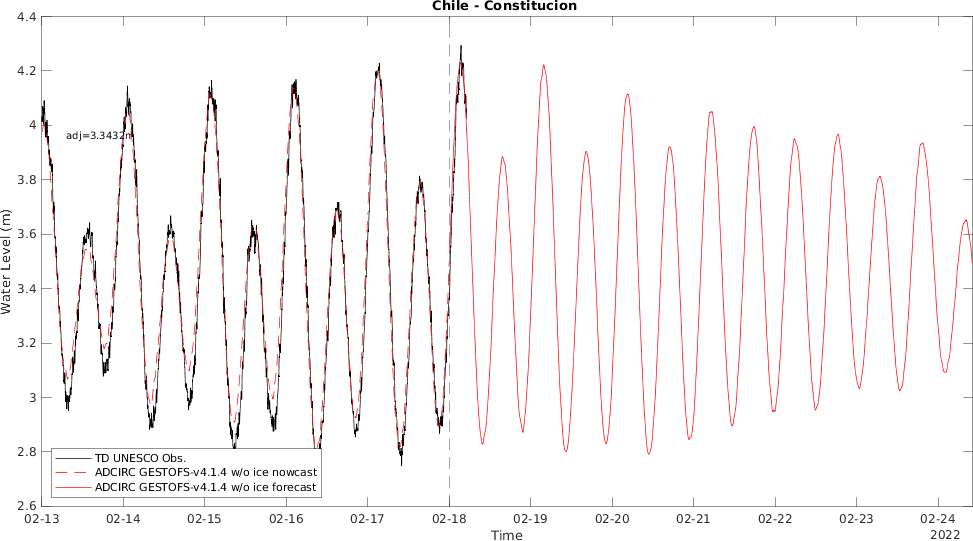 Chile - Constitucion
4.4
4.2
4
3.8
3.6
3.4
3.2
3
2.8
2.6
Water Level (m)
adj=3.3432m
TD UNESCO Obs.
ADCIRC GESTOFS-v4.1.4 w/o ice nowcast
ADCIRC GESTOFS-v4.1.4 w/o ice forecast
02-13 02-14 02-15 02-16 02-17 02-18 02-19 02-20 02-21 02-22 02-23 02-24
Time
2022